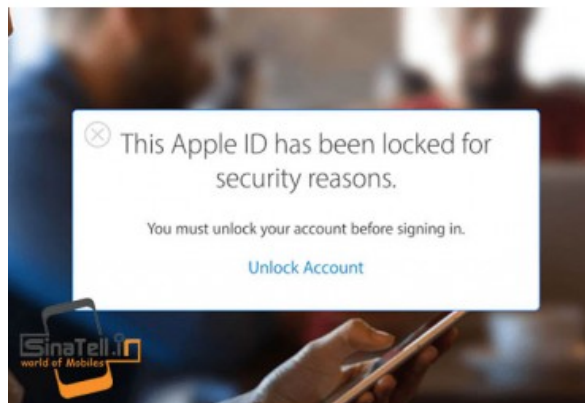 This Apple ID has been locked for
security reasons.
You must unlock your account before signing in.
Unlock Account
SinaTell.in
world of Mobiles